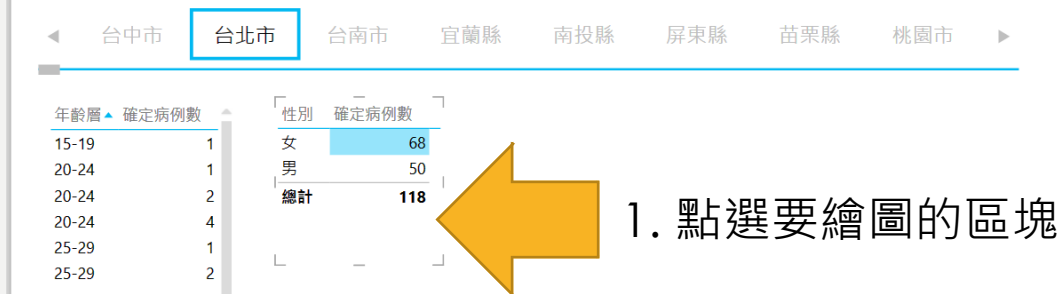 ◀ 台中市 台北市 台南市 宜蘭縣 南投縣 屏東縣 苗栗縣 桃園市 ▶
年齡層▲ 確定病例數
15-19 1
20-24 1
20-24 2
20-24 4
25-29 1
25-29 2
性別 確定病例數
女 68
男 50
總計 118
1. 點選要繪圖的區塊